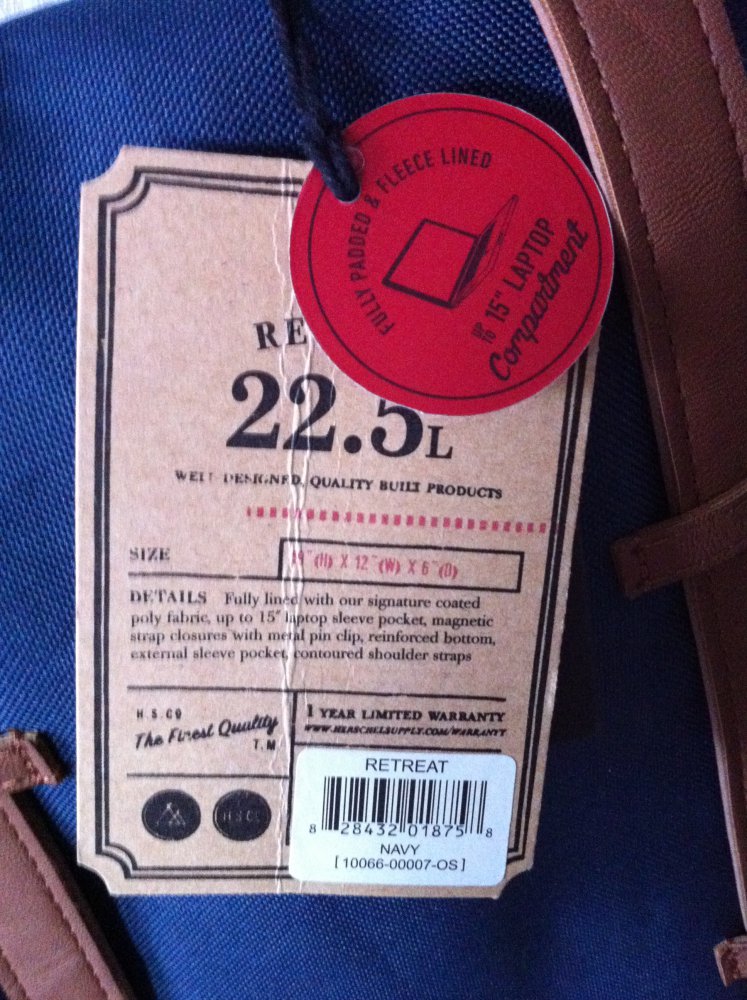 FULLY PADDED & FLEECE LINED
UP TO 15" LAPTOP
Compartment
RE
22.5L
WELL DESIGNED, QUALITY BUILT PRODUCTS
SIZE
19"(H) X 12"(W) X 6"(D)
DETAILS Fully lined with our signature coated
poly fabric, up to 15" laptop sleeve pocket, magnetic
strap closures with metal pin clip, reinforced bottom,
external sleeve pocket, contoured shoulder straps
H.S.CO
The Finest Quality
T.M.
1 YEAR LIMITED WARRANTY
WWW.HERSCHELSUPPLY.COM/WARRANTY
H.S.C.
RETREAT
8 28432 01875 8
NAVY
[ 10066-00007-OS ]